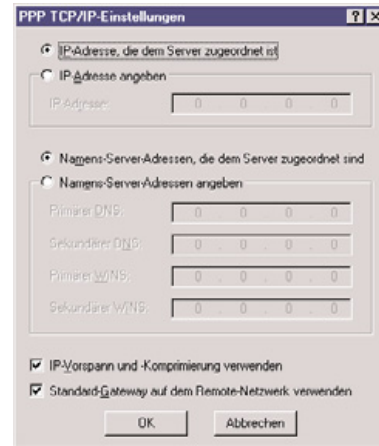 PPP TCP/IP-Einstellungen
IP-Adresse, die dem Server zugeordnet ist
IP-Adresse angeben
IP Adresse: 0 . 0 . 0 . 0
Namens-Server-Adressen, die dem Server zugeordnet sind
Namens-Server-Adressen angeben
Primärer DNS: 0 . 0 . 0 . 0
Sekundärer DNS: 0 . 0 . 0 . 0
Primärer WINS: 0 . 0 . 0 . 0
Sekundärer WINS: 0 . 0 . 0 . 0
IP-Vorspann und -Komprimierung verwenden
Standard-Gateway auf dem Remote-Netzwerk verwenden
OK Abbrechen